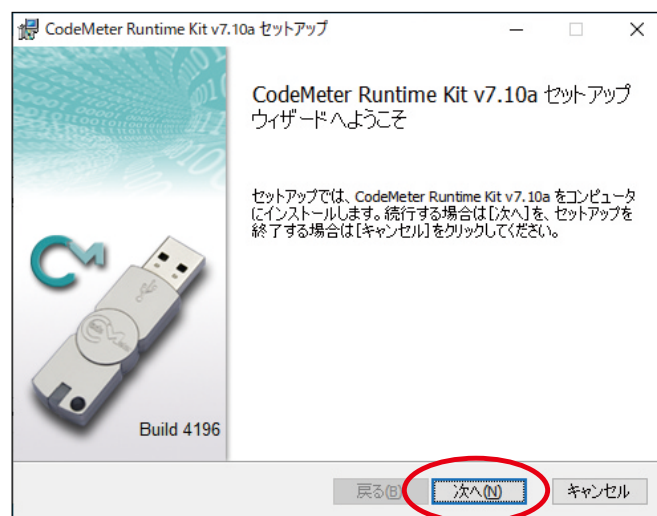 CodeMeter Runtime Kit v7.10a セットアップ
CodeMeter Runtime Kit v7.10a セットアップ
ウィザードへようこそ
セットアップでは、CodeMeter Runtime Kit v7.10a をコンピュータ
にインストールします。続行する場合は[次へ]を、セットアップを
終了する場合は[キャンセル]をクリックしてください。
Build 4196
戻る(B)
次へ(N)
キャンセル